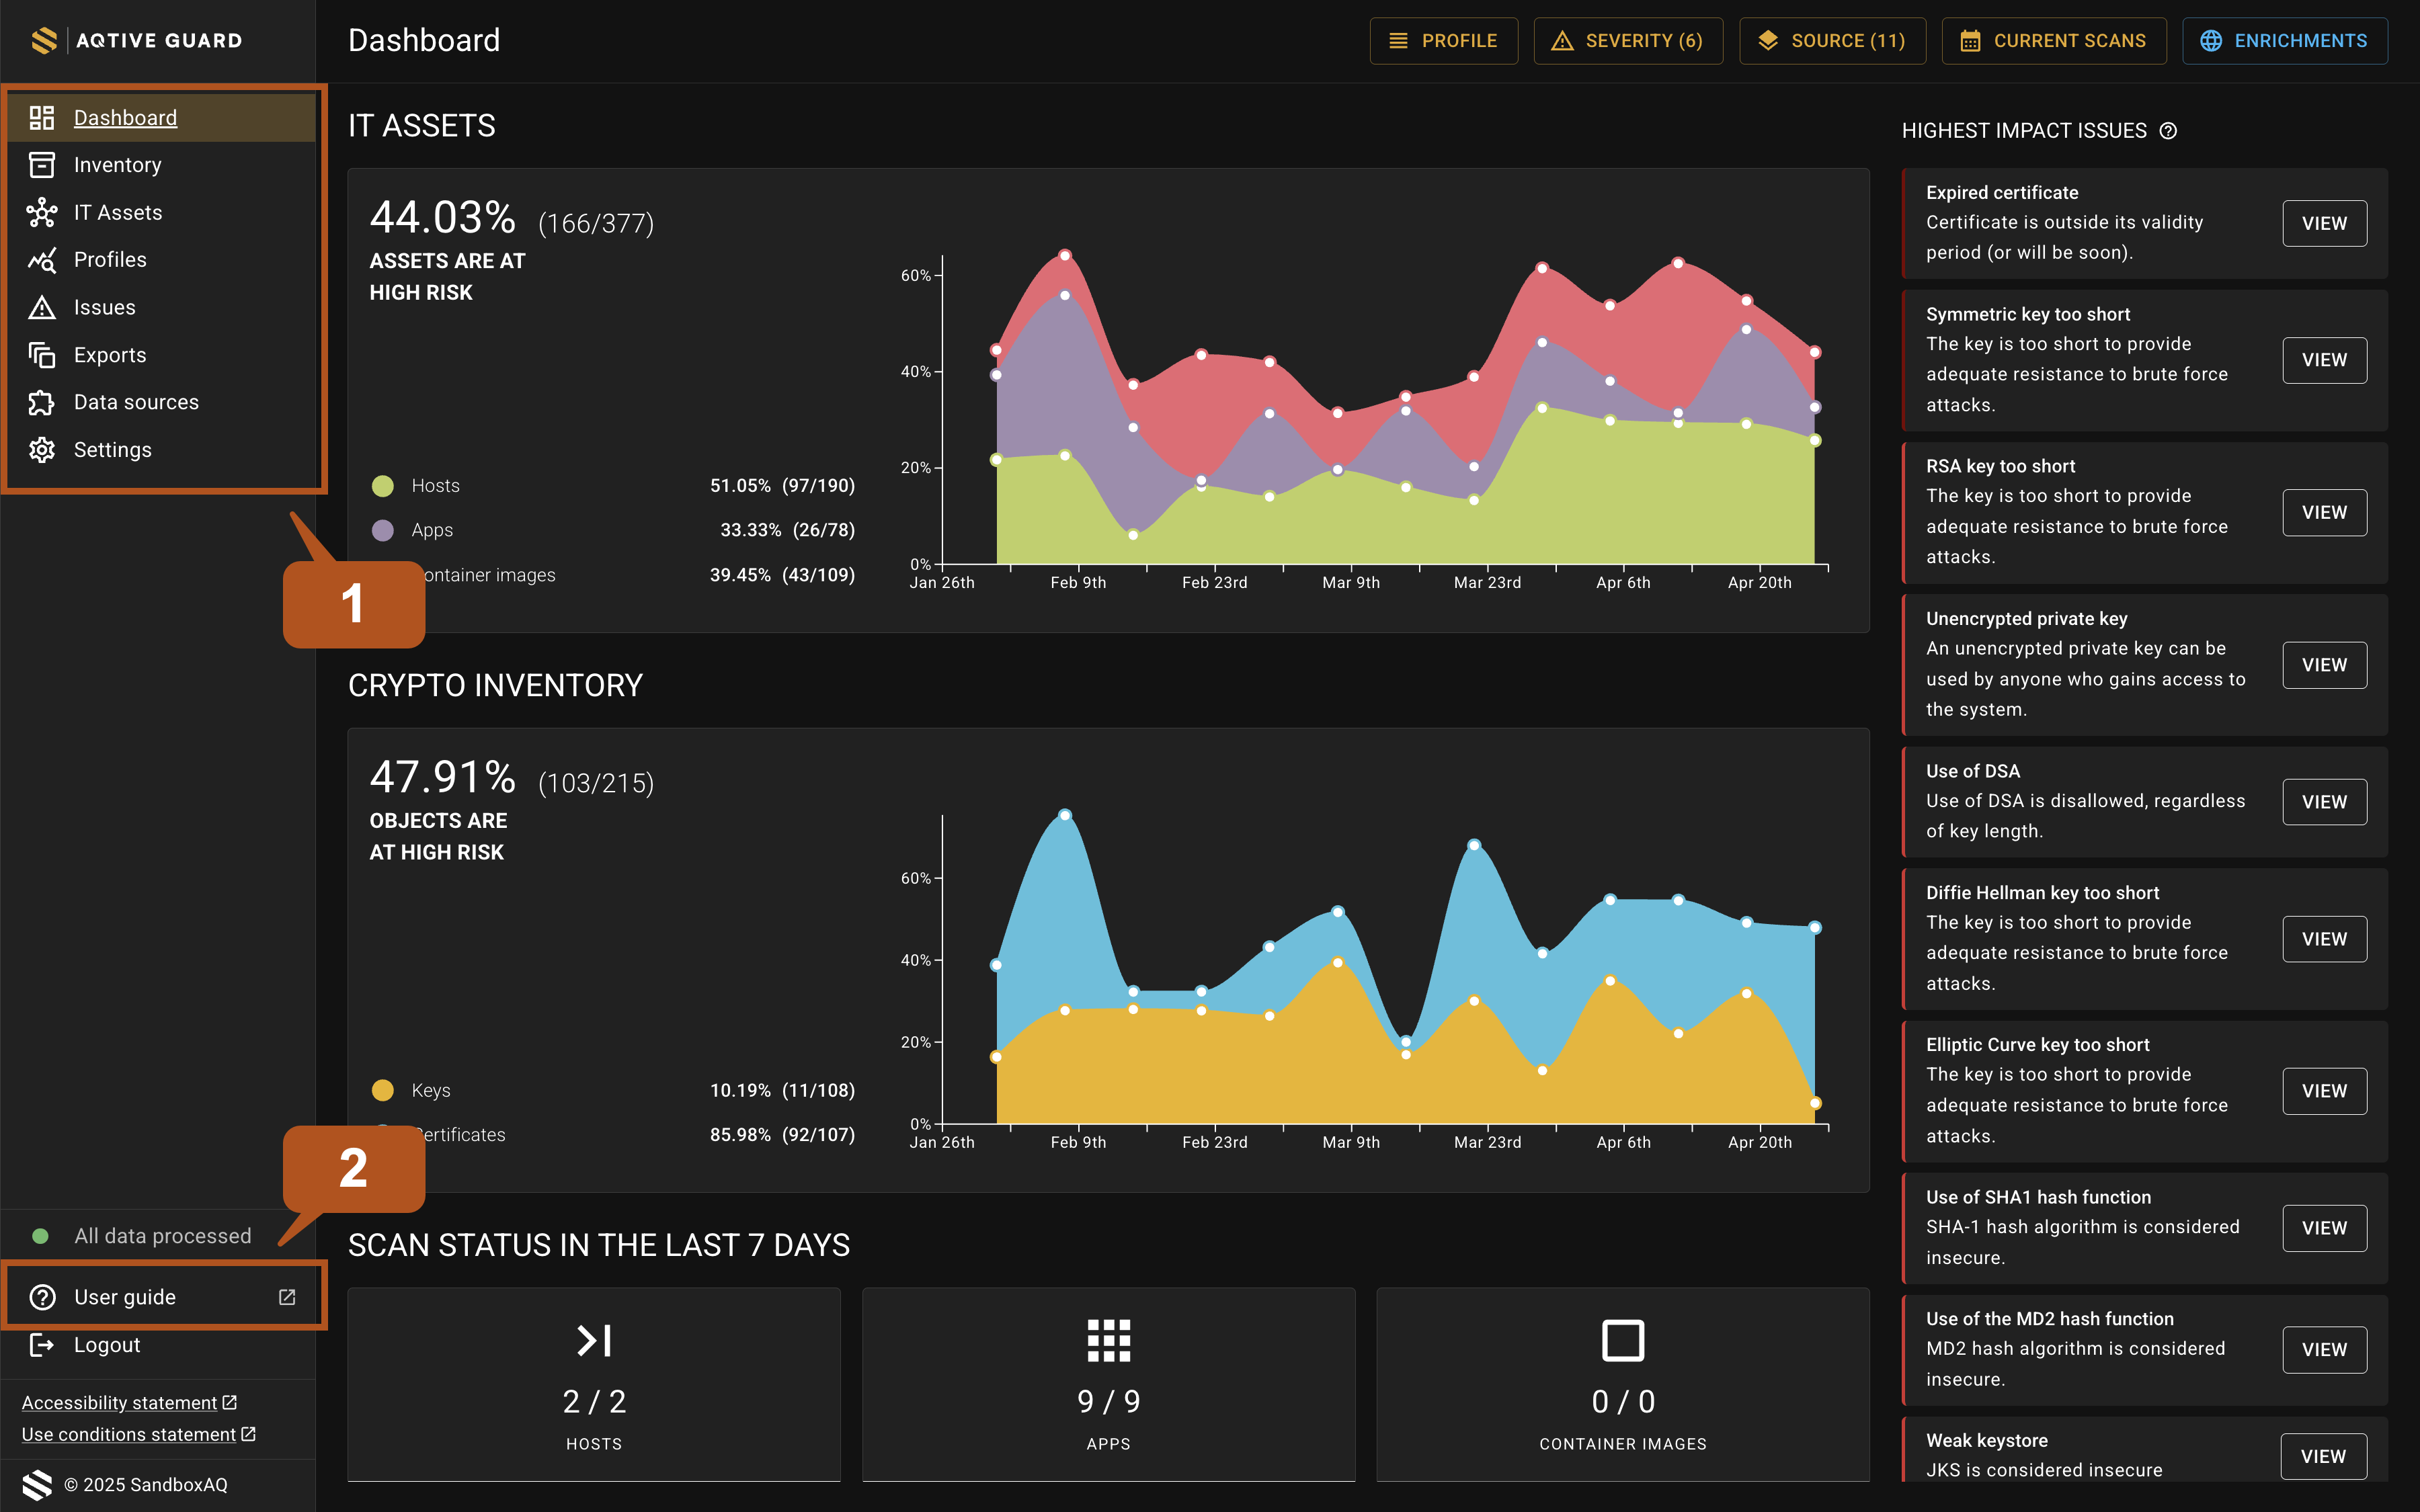 AQTIVE GUARD
Dashboard
PROFILE
SEVERITY (6)
SOURCE (11)
CURRENT SCANS
ENRICHMENTS
Dashboard
Inventory
IT Assets
Profiles
Issues
Exports
Data sources
Settings
1
2
All data processed
User guide
Logout
Accessibility statement
Use conditions statement
© 2025 SandboxAQ
IT ASSETS
44.03% (166/377)
ASSETS ARE AT
HIGH RISK
Hosts 51.05% (97/190)
Apps 33.33% (26/78)
ontainer images 39.45% (43/109)
60%
40%
20%
0%
Jan 26th Feb 9th Feb 23rd Mar 9th Mar 23rd Apr 6th Apr 20th
CRYPTO INVENTORY
47.91% (103/215)
OBJECTS ARE
AT HIGH RISK
Keys 10.19% (11/108)
ertificates 85.98% (92/107)
60%
40%
20%
0%
Jan 26th Feb 9th Feb 23rd Mar 9th Mar 23rd Apr 6th Apr 20th
SCAN STATUS IN THE LAST 7 DAYS
2 / 2
HOSTS
9 / 9
APPS
0 / 0
CONTAINER IMAGES
HIGHEST IMPACT ISSUES
Expired certificate
Certificate is outside its validity
period (or will be soon).
VIEW
Symmetric key too short
The key is too short to provide
adequate resistance to brute force
attacks.
VIEW
RSA key too short
The key is too short to provide
adequate resistance to brute force
attacks.
VIEW
Unencrypted private key
An unencrypted private key can be
used by anyone who gains access to
the system.
VIEW
Use of DSA
Use of DSA is disallowed, regardless
of key length.
VIEW
Diffie Hellman key too short
The key is too short to provide
adequate resistance to brute force
attacks.
VIEW
Elliptic Curve key too short
The key is too short to provide
adequate resistance to brute force
attacks.
VIEW
Use of SHA1 hash function
SHA-1 hash algorithm is considered
insecure.
VIEW
Use of the MD2 hash function
MD2 hash algorithm is considered
insecure.
VIEW
Weak keystore
JKS is considered insecure
VIEW